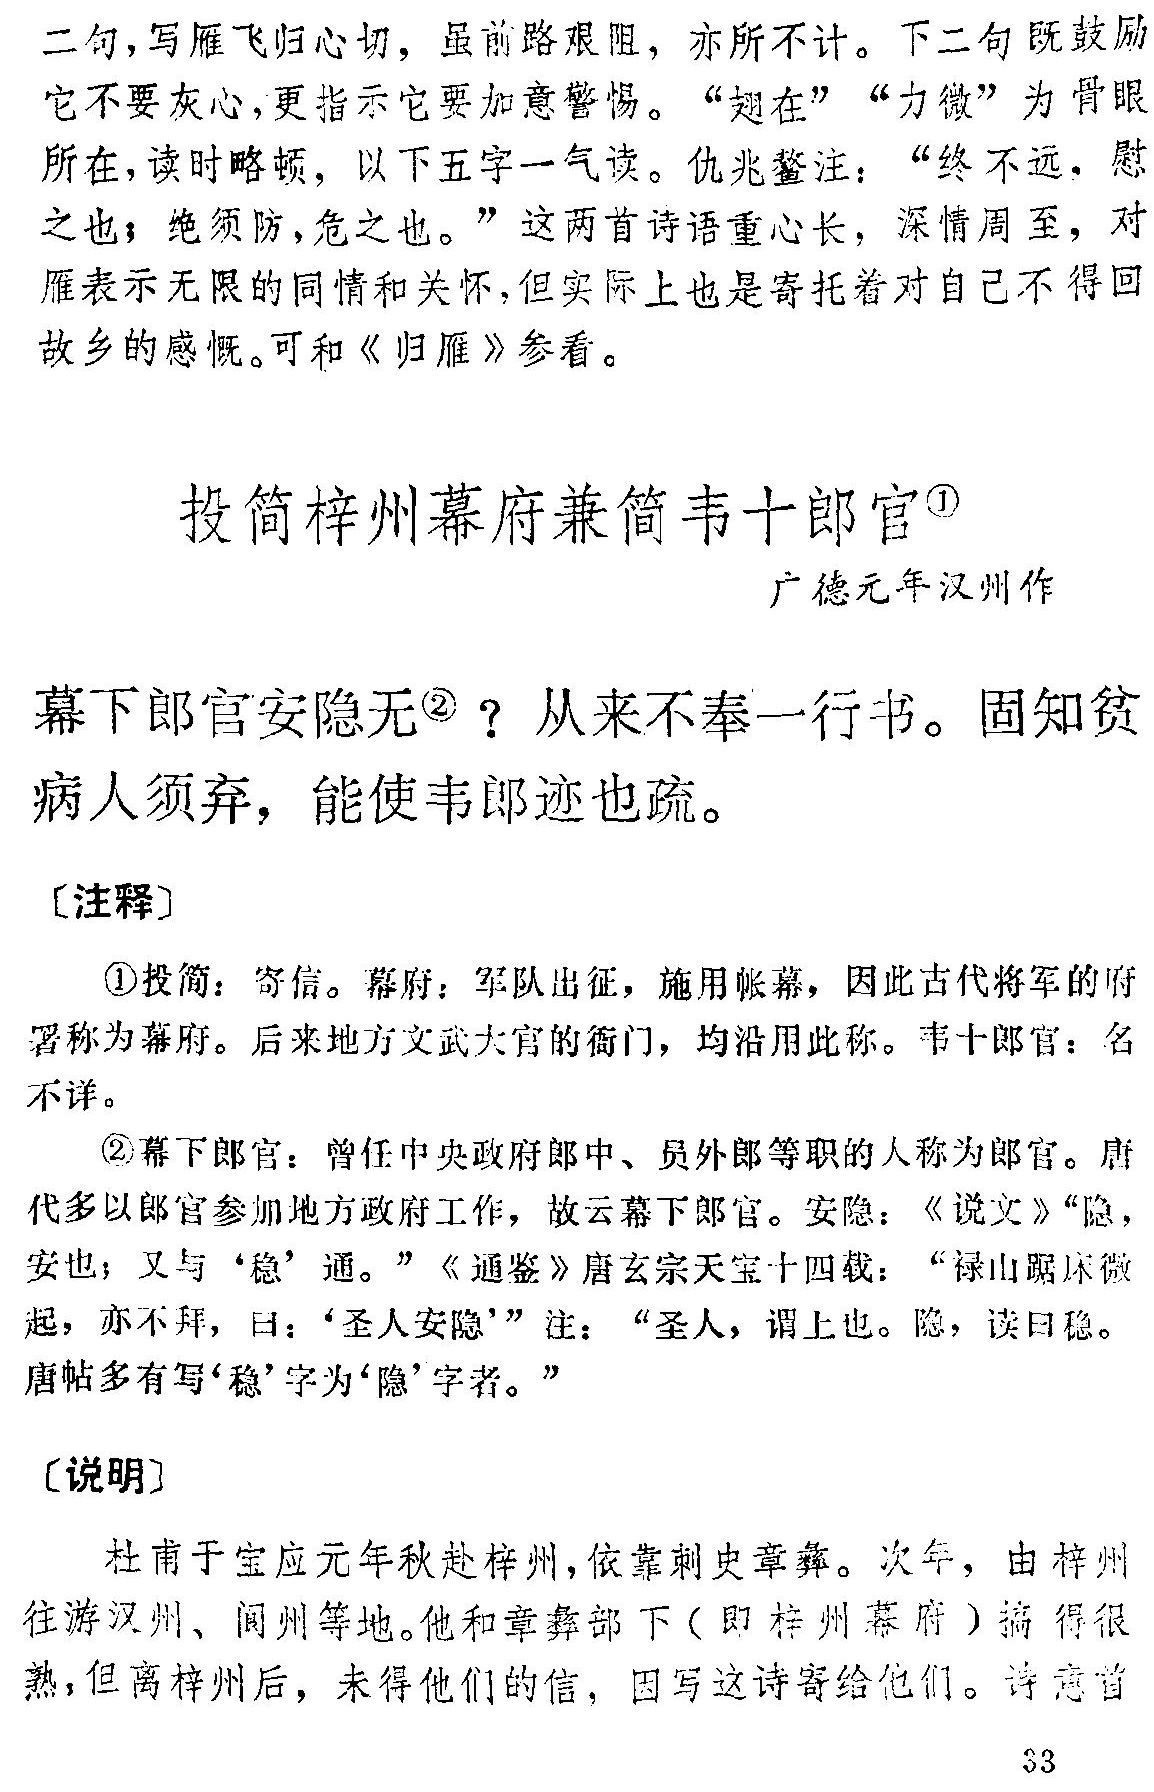 二句，写雁飞归心切，虽前路艰阻，亦所不计。下二句既鼓励
它不要灰心，更指示它要加意警惕。“翅在”“力微”为骨眼
所在，读时略顿，以下五字一气读。仇兆鳌注：“终不远，慰
之也；绝须防，危之也。”这两首诗语重心长，深情周至，对
雁表示无限的同情和关怀，但实际上也是寄托着对自己不得回
故乡的感慨。可和《归雁》参看。
投简梓州幕府兼简韦十郎官①
广德元年汉州作
幕下郎官安隐无②？从来不奉一行书。固知贫
病人须弃，能使韦郎迹也疏。
〔注释〕
①投简：寄信。幕府：军队出征，施用帐幕，因此古代将军的府
署称为幕府。后来地方文武大官的衙门，均沿用此称。韦十郎官：名
不详。
②幕下郎官：曾任中央政府郎中、员外郎等职的人称为郎官。唐
代多以郎官参加地方政府工作，故云幕下郎官。安隐：《说文》“隐，
安也；又与‘稳’通。”《通鉴》唐玄宗天宝十四载：“禄山踞床微
起，亦不拜，曰：‘圣人安隐’”注：“圣人，谓上也。隐，读曰稳。
唐帖多有写‘稳’字为‘隐’字者。”
〔说明〕
杜甫于宝应元年秋赴梓州，依靠刺史章彝。次年，由梓州
往游汉州、阆州等地。他和章彝部下（即梓州幕府）搞得很
熟，但离梓州后，未得他们的信，因写这诗寄给他们。诗意首
33